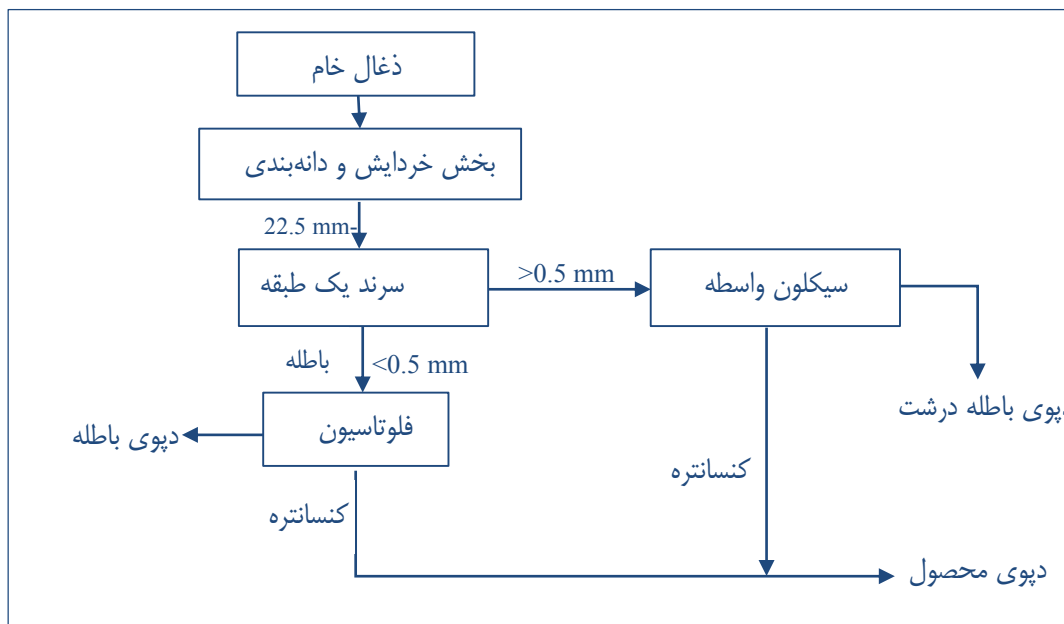 ذغال خام
بخش خردایش و دانه‌بندی
22.5 mm-
سرند یک طبقه
>0.5 mm
سیکلون واسطه
باطله
<0.5 mm
فلوتاسیون
دپوی باطله
دپوی باطله درشت
کنسانتره
کنسانتره
دپوی محصول